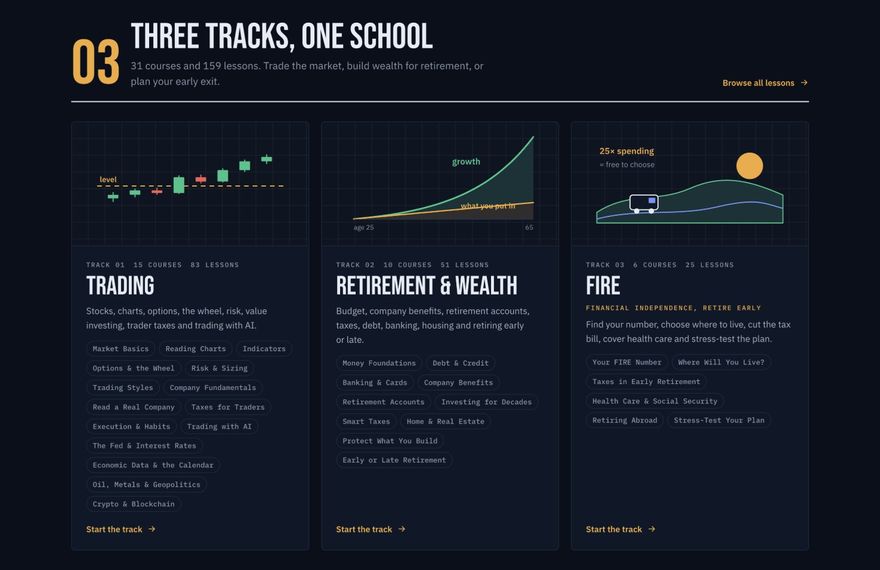 03
THREE TRACKS, ONE SCHOOL
31 courses and 159 lessons. Trade the market, build wealth for retirement, or
plan your early exit.
Browse all lessons →
level
TRACK 01 15 COURSES 83 LESSONS
TRADING
Stocks, charts, options, the wheel, risk, value
investing, trader taxes and trading with AI.
Market Basics
Reading Charts
Indicators
Options & the Wheel
Risk & Sizing
Trading Styles
Company Fundamentals
Read a Real Company
Taxes for Traders
Execution & Habits
Trading with AI
The Fed & Interest Rates
Economic Data & the Calendar
Oil, Metals & Geopolitics
Crypto & Blockchain
Start the track →
growth
what you put in
age 25
65
TRACK 02 10 COURSES 51 LESSONS
RETIREMENT & WEALTH
Budget, company benefits, retirement accounts,
taxes, debt, banking, housing and retiring early
or late.
Money Foundations
Debt & Credit
Banking & Cards
Company Benefits
Retirement Accounts
Investing for Decades
Smart Taxes
Home & Real Estate
Protect What You Build
Early or Late Retirement
Start the track →
25× spending
= free to choose
TRACK 03 6 COURSES 25 LESSONS
FIRE
FINANCIAL INDEPENDENCE, RETIRE EARLY
Find your number, choose where to live, cut the tax
bill, cover health care and stress-test the plan.
Your FIRE Number
Where Will You Live?
Taxes in Early Retirement
Health Care & Social Security
Retiring Abroad
Stress-Test Your Plan
Start the track →